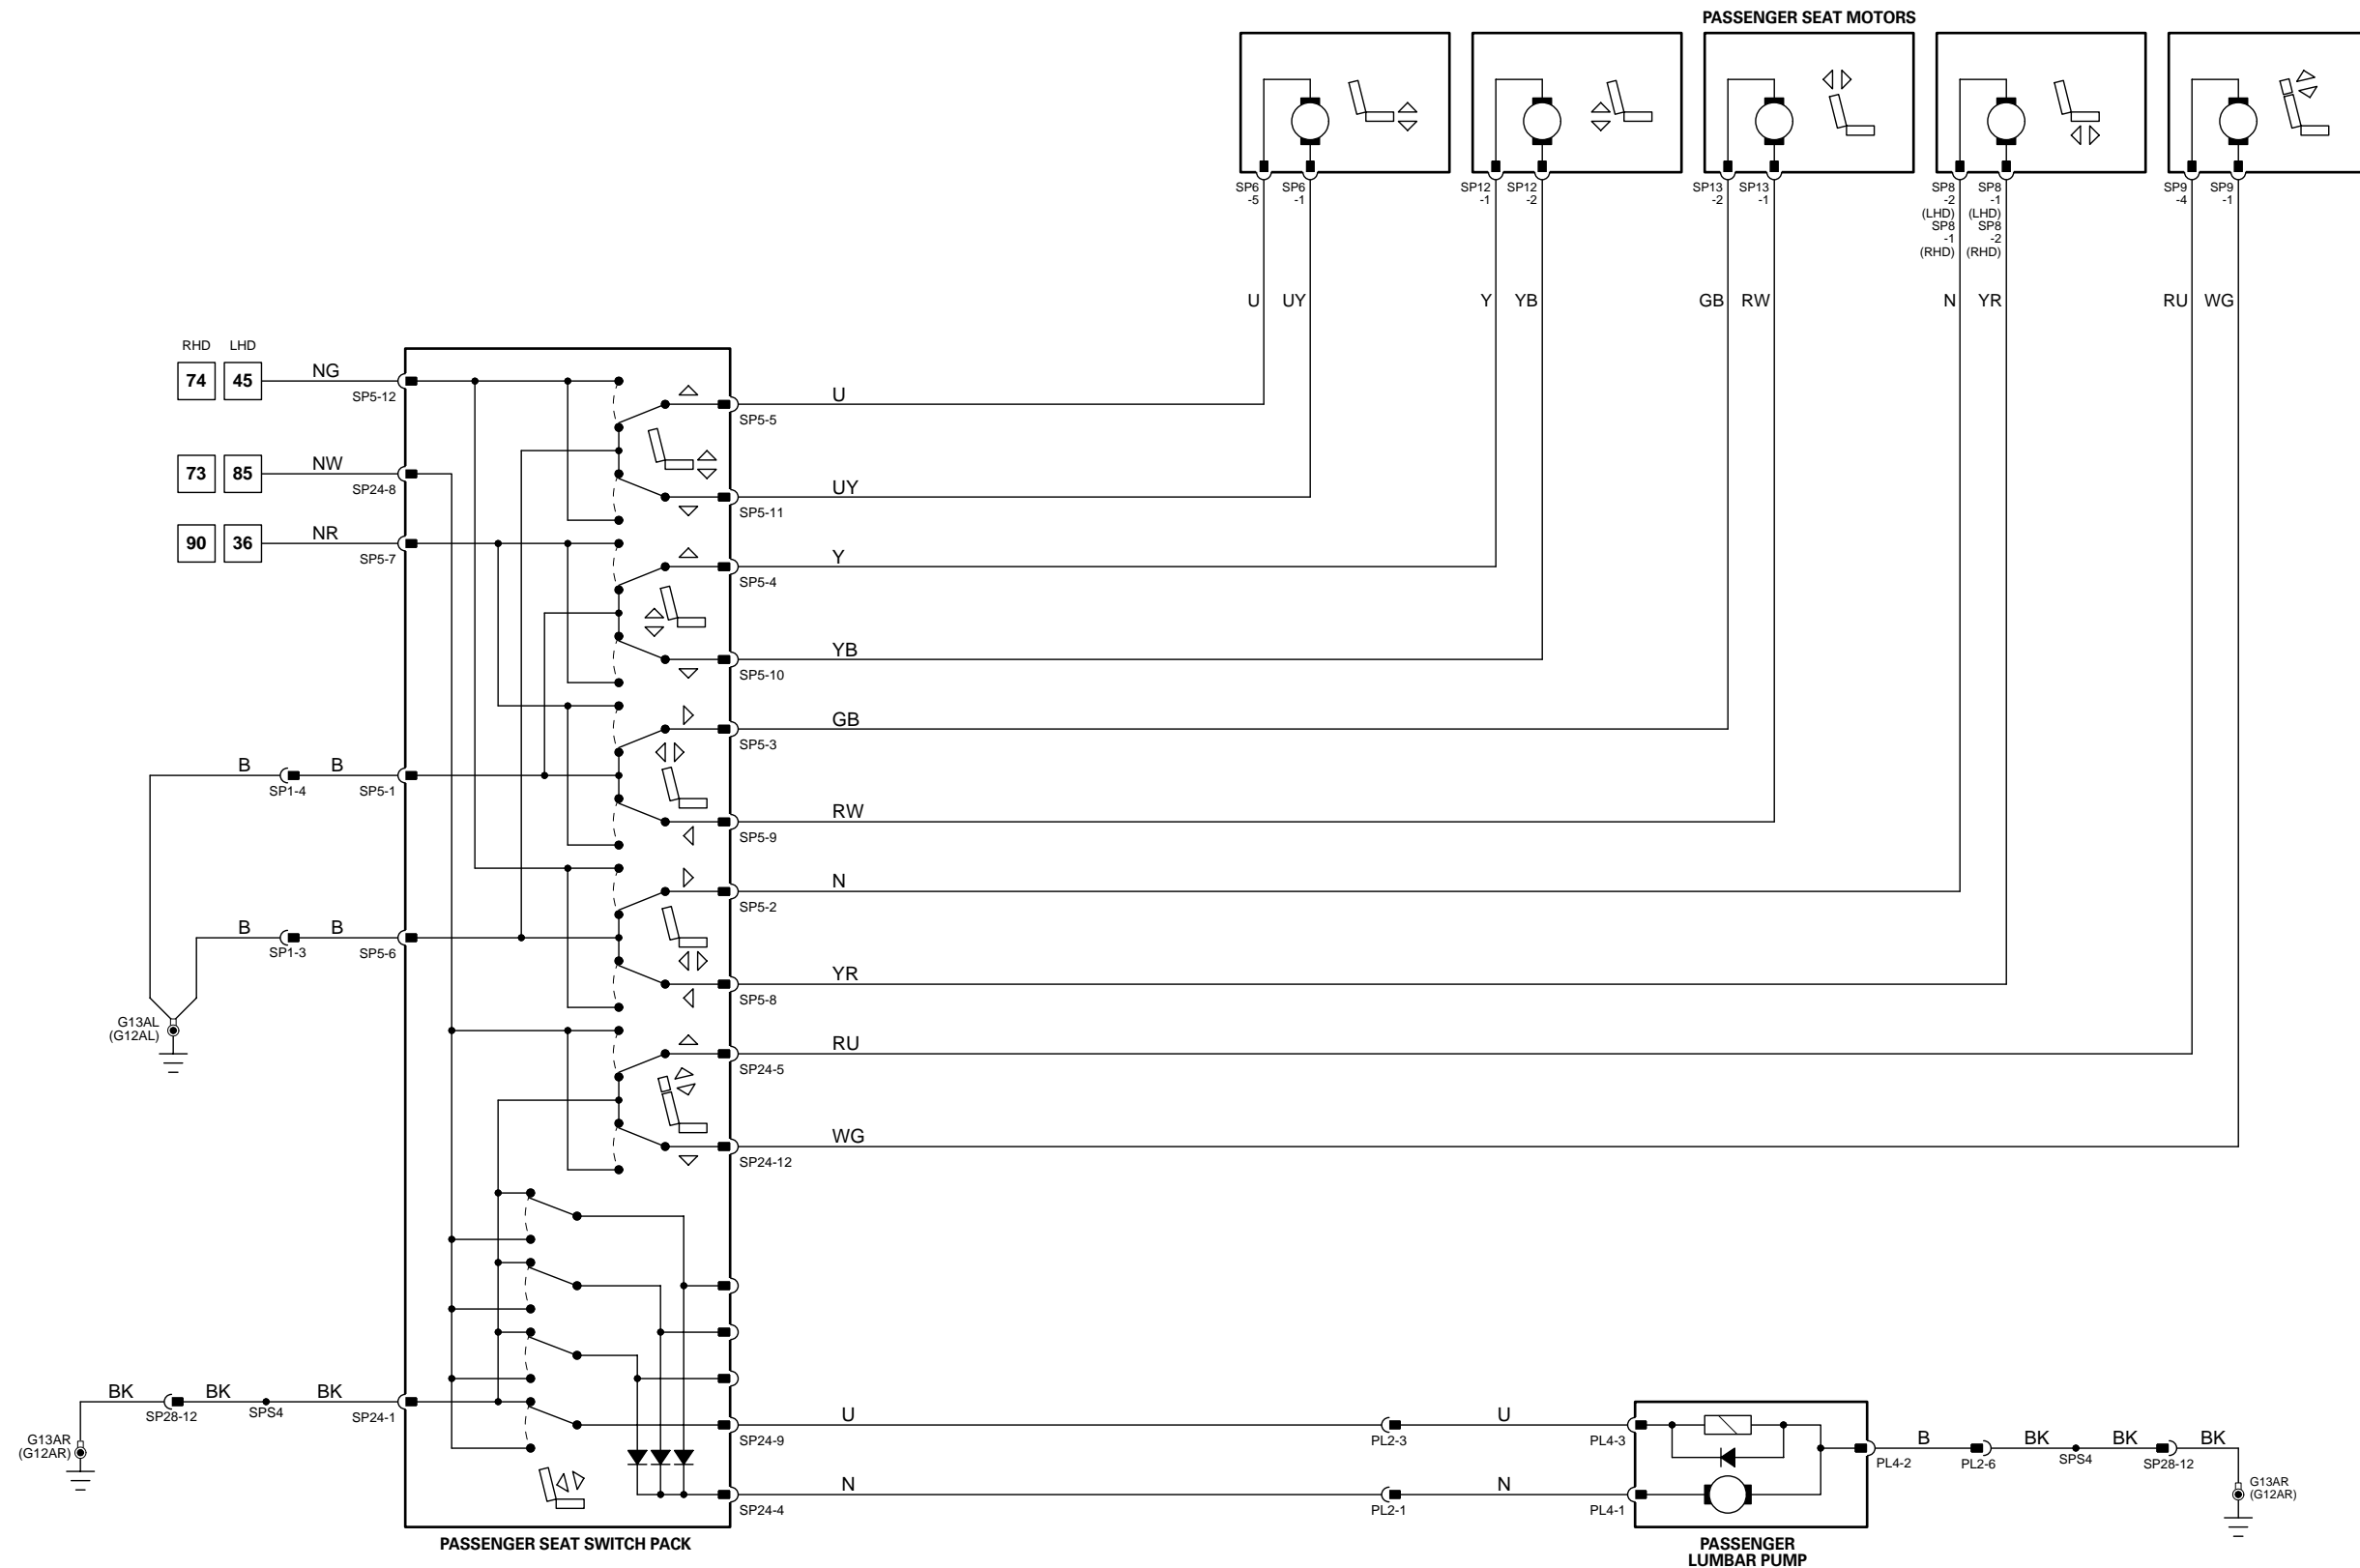 PASSENGER SEAT MOTORS
SP6 -5
SP6 -1
SP12 -1
SP12 -2
SP13 -2
SP13 -1
SP8 -2 (LHD) SP8 -1 (RHD)
SP8 -1 (LHD) SP8 -2 (RHD)
SP9 -4
SP9 -1
U UY Y YB GB RW N YR RU WG
RHD LHD
74 45 NG
SP5-12
U
SP5-5
73 85 NW
SP24-8
UY
SP5-11
90 36 NR
SP5-7
Y
SP5-4
YB
SP5-10
GB
SP5-3
B B
SP1-4 SP5-1
RW
SP5-9
N
SP5-2
B B
SP1-3 SP5-6
YR
SP5-8
G13AL
(G12AL)
RU
SP24-5
WG
SP24-12
BK BK BK
SP28-12 SPS4 SP24-1
G13AR
(G12AR)
U U
SP24-9 PL2-3 PL4-3
B BK BK BK
PL4-2 PL2-6 SPS4 SP28-12
G13AR
(G12AR)
N N
SP24-4 PL2-1 PL4-1
PASSENGER SEAT SWITCH PACK
PASSENGER
LUMBAR PUMP